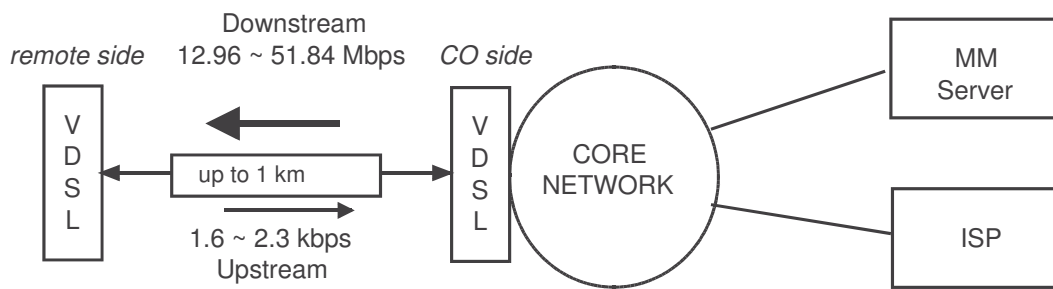 Downstream
12.96 ~ 51.84 Mbps
remote side
CO side
V
D
S
L
up to 1 km
1.6 ~ 2.3 kbps
Upstream
V
D
S
L
CORE
NETWORK
MM
Server
ISP